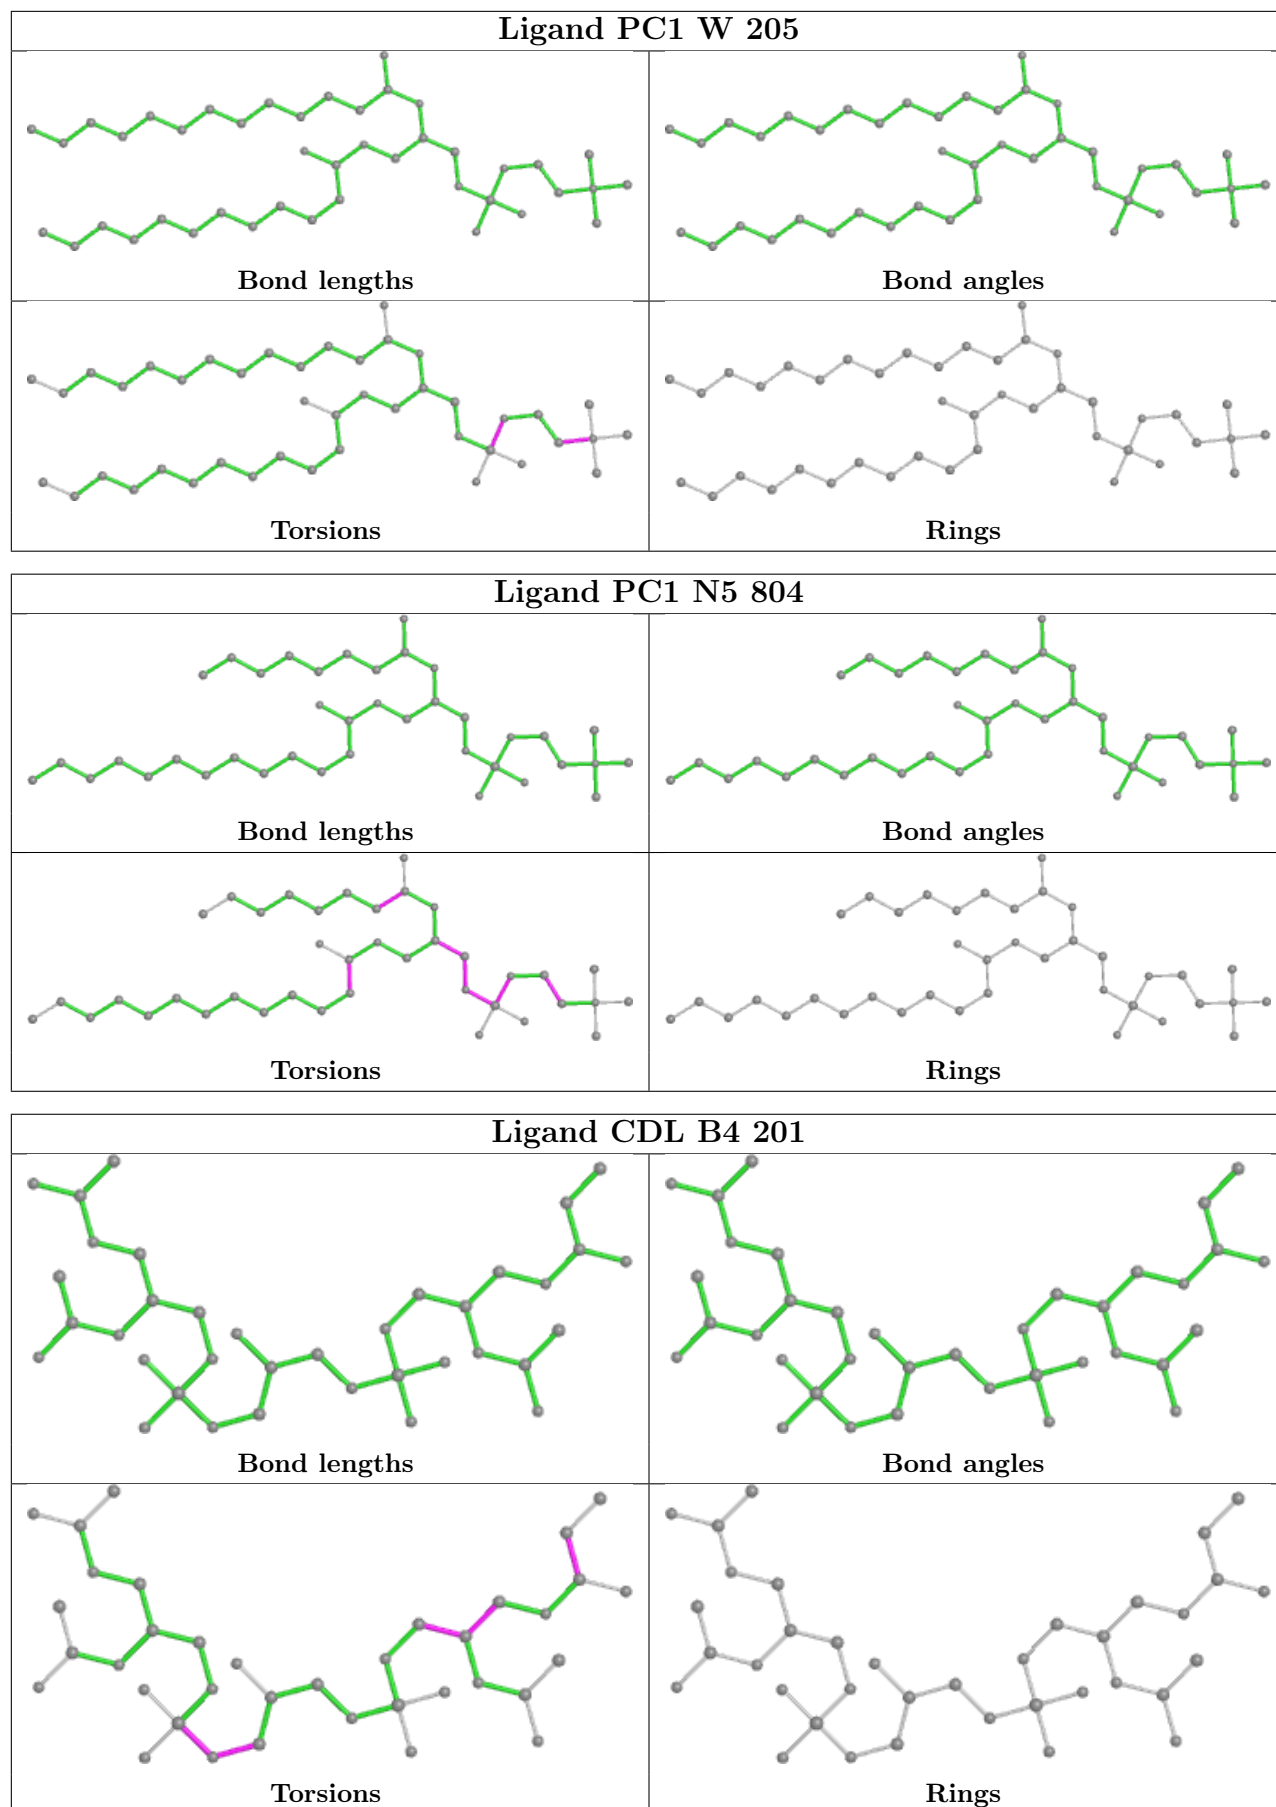 Ligand PC1 W 205
Bond lengths
Bond angles
Torsions
Rings
Ligand PC1 N5 804
Bond lengths
Bond angles
Torsions
Rings
Ligand CDL B4 201
Bond lengths
Bond angles
Torsions
Rings